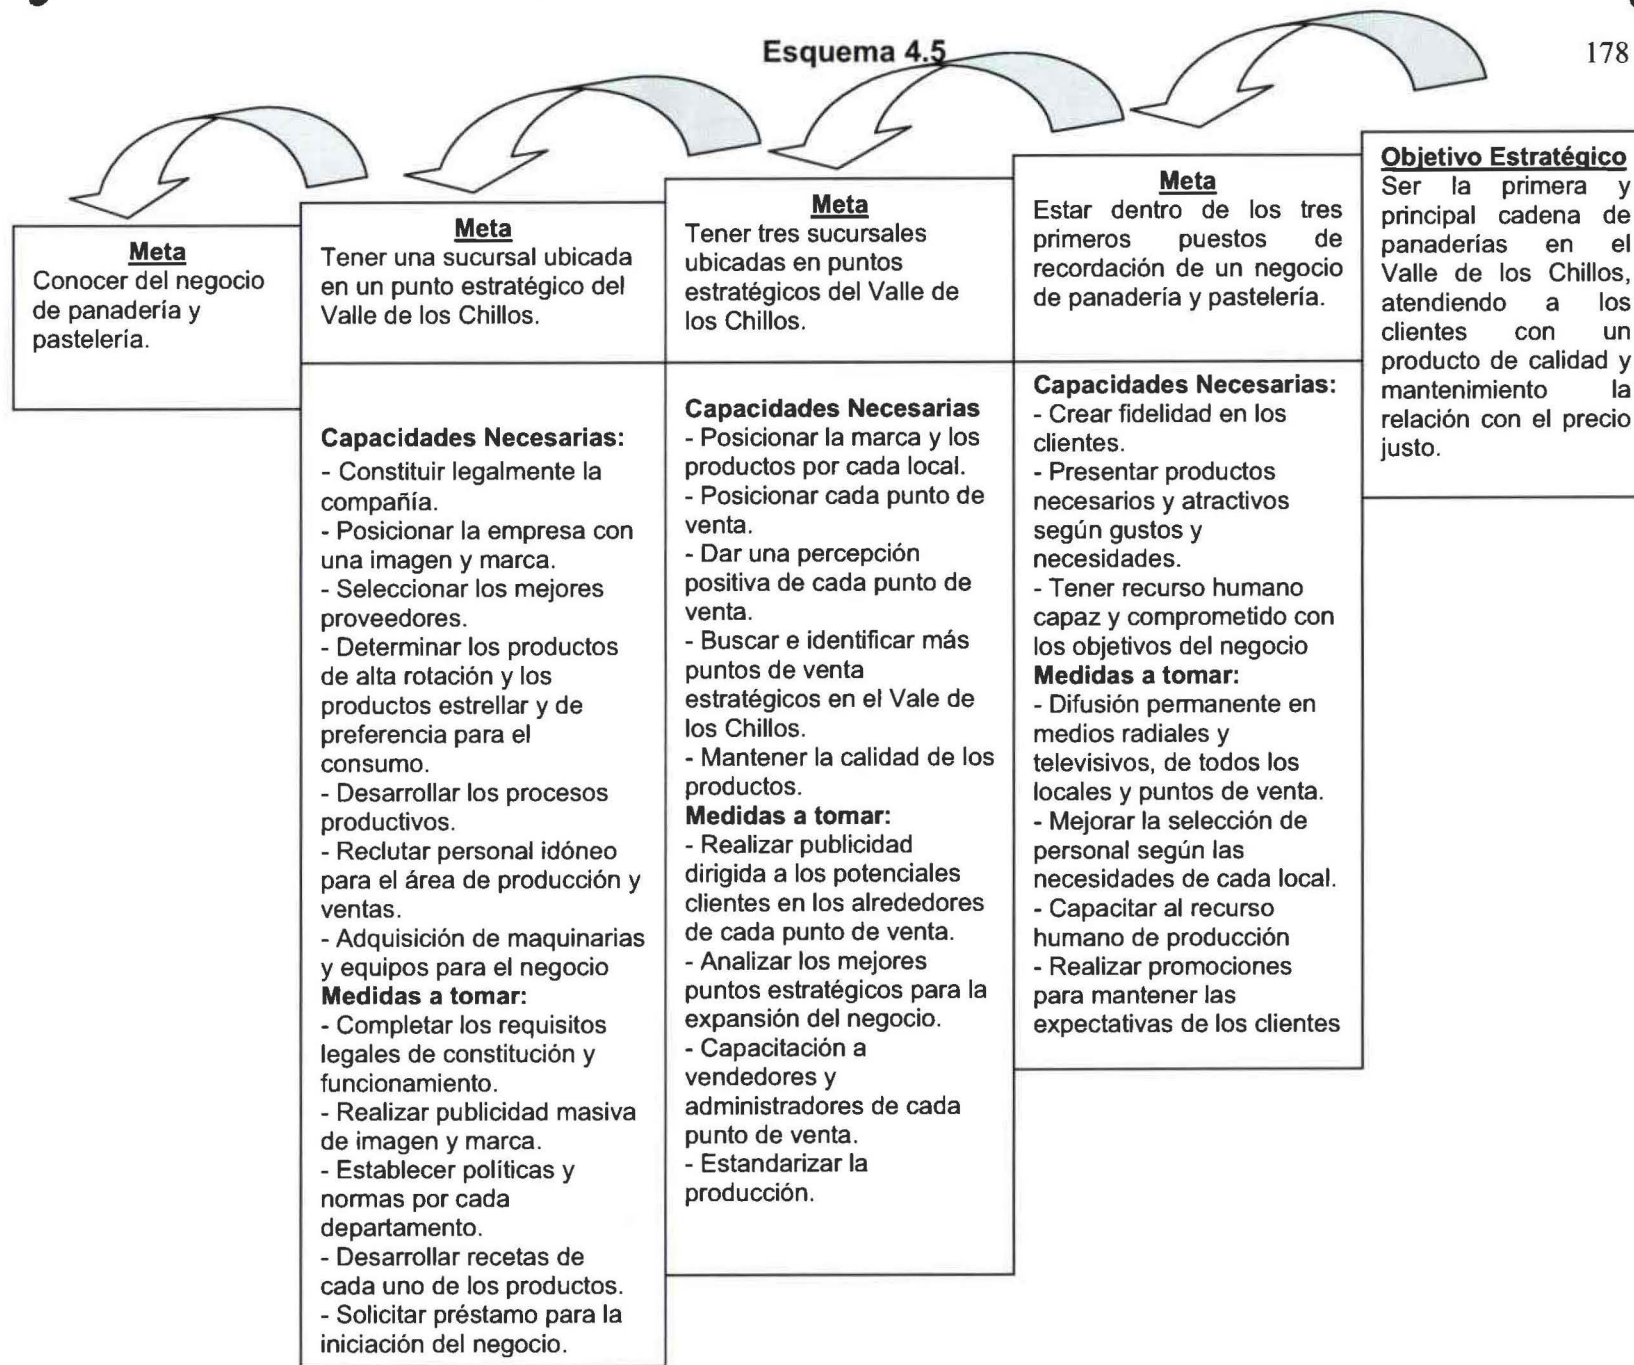 Esquema 4.5
178
Meta
Conocer del negocio
de panadería y
pastelería.
Meta
Tener una sucursal ubicada
en un punto estratégico del
Valle de los Chillos.
Capacidades Necesarias:
- Constituir legalmente la
compañía.
- Posicionar la empresa con
una imagen y marca.
- Seleccionar los mejores
proveedores.
- Determinar los productos
de alta rotación y los
productos estrellar y de
preferencia para el
consumo.
- Desarrollar los procesos
productivos.
- Reclutar personal idóneo
para el área de producción y
ventas.
- Adquisición de maquinarias
y equipos para el negocio
Medidas a tomar:
- Completar los requisitos
legales de constitución y
funcionamiento.
- Realizar publicidad masiva
de imagen y marca.
- Establecer políticas y
normas por cada
departamento.
- Desarrollar recetas de
cada uno de los productos.
- Solicitar préstamo para la
iniciación del negocio.
Meta
Tener tres sucursales
ubicadas en puntos
estratégicos del Valle de
los Chillos.
Capacidades Necesarias
- Posicionar la marca y los
productos por cada local.
- Posicionar cada punto de
venta.
- Dar una percepción
positiva de cada punto de
venta.
- Buscar e identificar más
puntos de venta
estratégicos en el Vale de
los Chillos.
- Mantener la calidad de los
productos.
Medidas a tomar:
- Realizar publicidad
dirigida a los potenciales
clientes en los alrededores
de cada punto de venta.
- Analizar los mejores
puntos estratégicos para la
expansión del negocio.
- Capacitación a
vendedores y
administradores de cada
punto de venta.
- Estandarizar la
producción.
Meta
Estar dentro de los tres
primeros puestos de
recordación de un negocio
de panadería y pastelería.
Capacidades Necesarias:
- Crear fidelidad en los
clientes.
- Presentar productos
necesarios y atractivos
según gustos y
necesidades.
- Tener recurso humano
capaz y comprometido con
los objetivos del negocio
Medidas a tomar:
- Difusión permanente en
medios radiales y
televisivos, de todos los
locales y puntos de venta.
- Mejorar la selección de
personal según las
necesidades de cada local.
- Capacitar al recurso
humano de producción
- Realizar promociones
para mantener las
expectativas de los clientes
Objetivo Estratégico
Ser la primera y
principal cadena de
panaderías en el
Valle de los Chillos,
atendiendo a los
clientes con un
producto de calidad y
mantenimiento la
relación con el precio
justo.